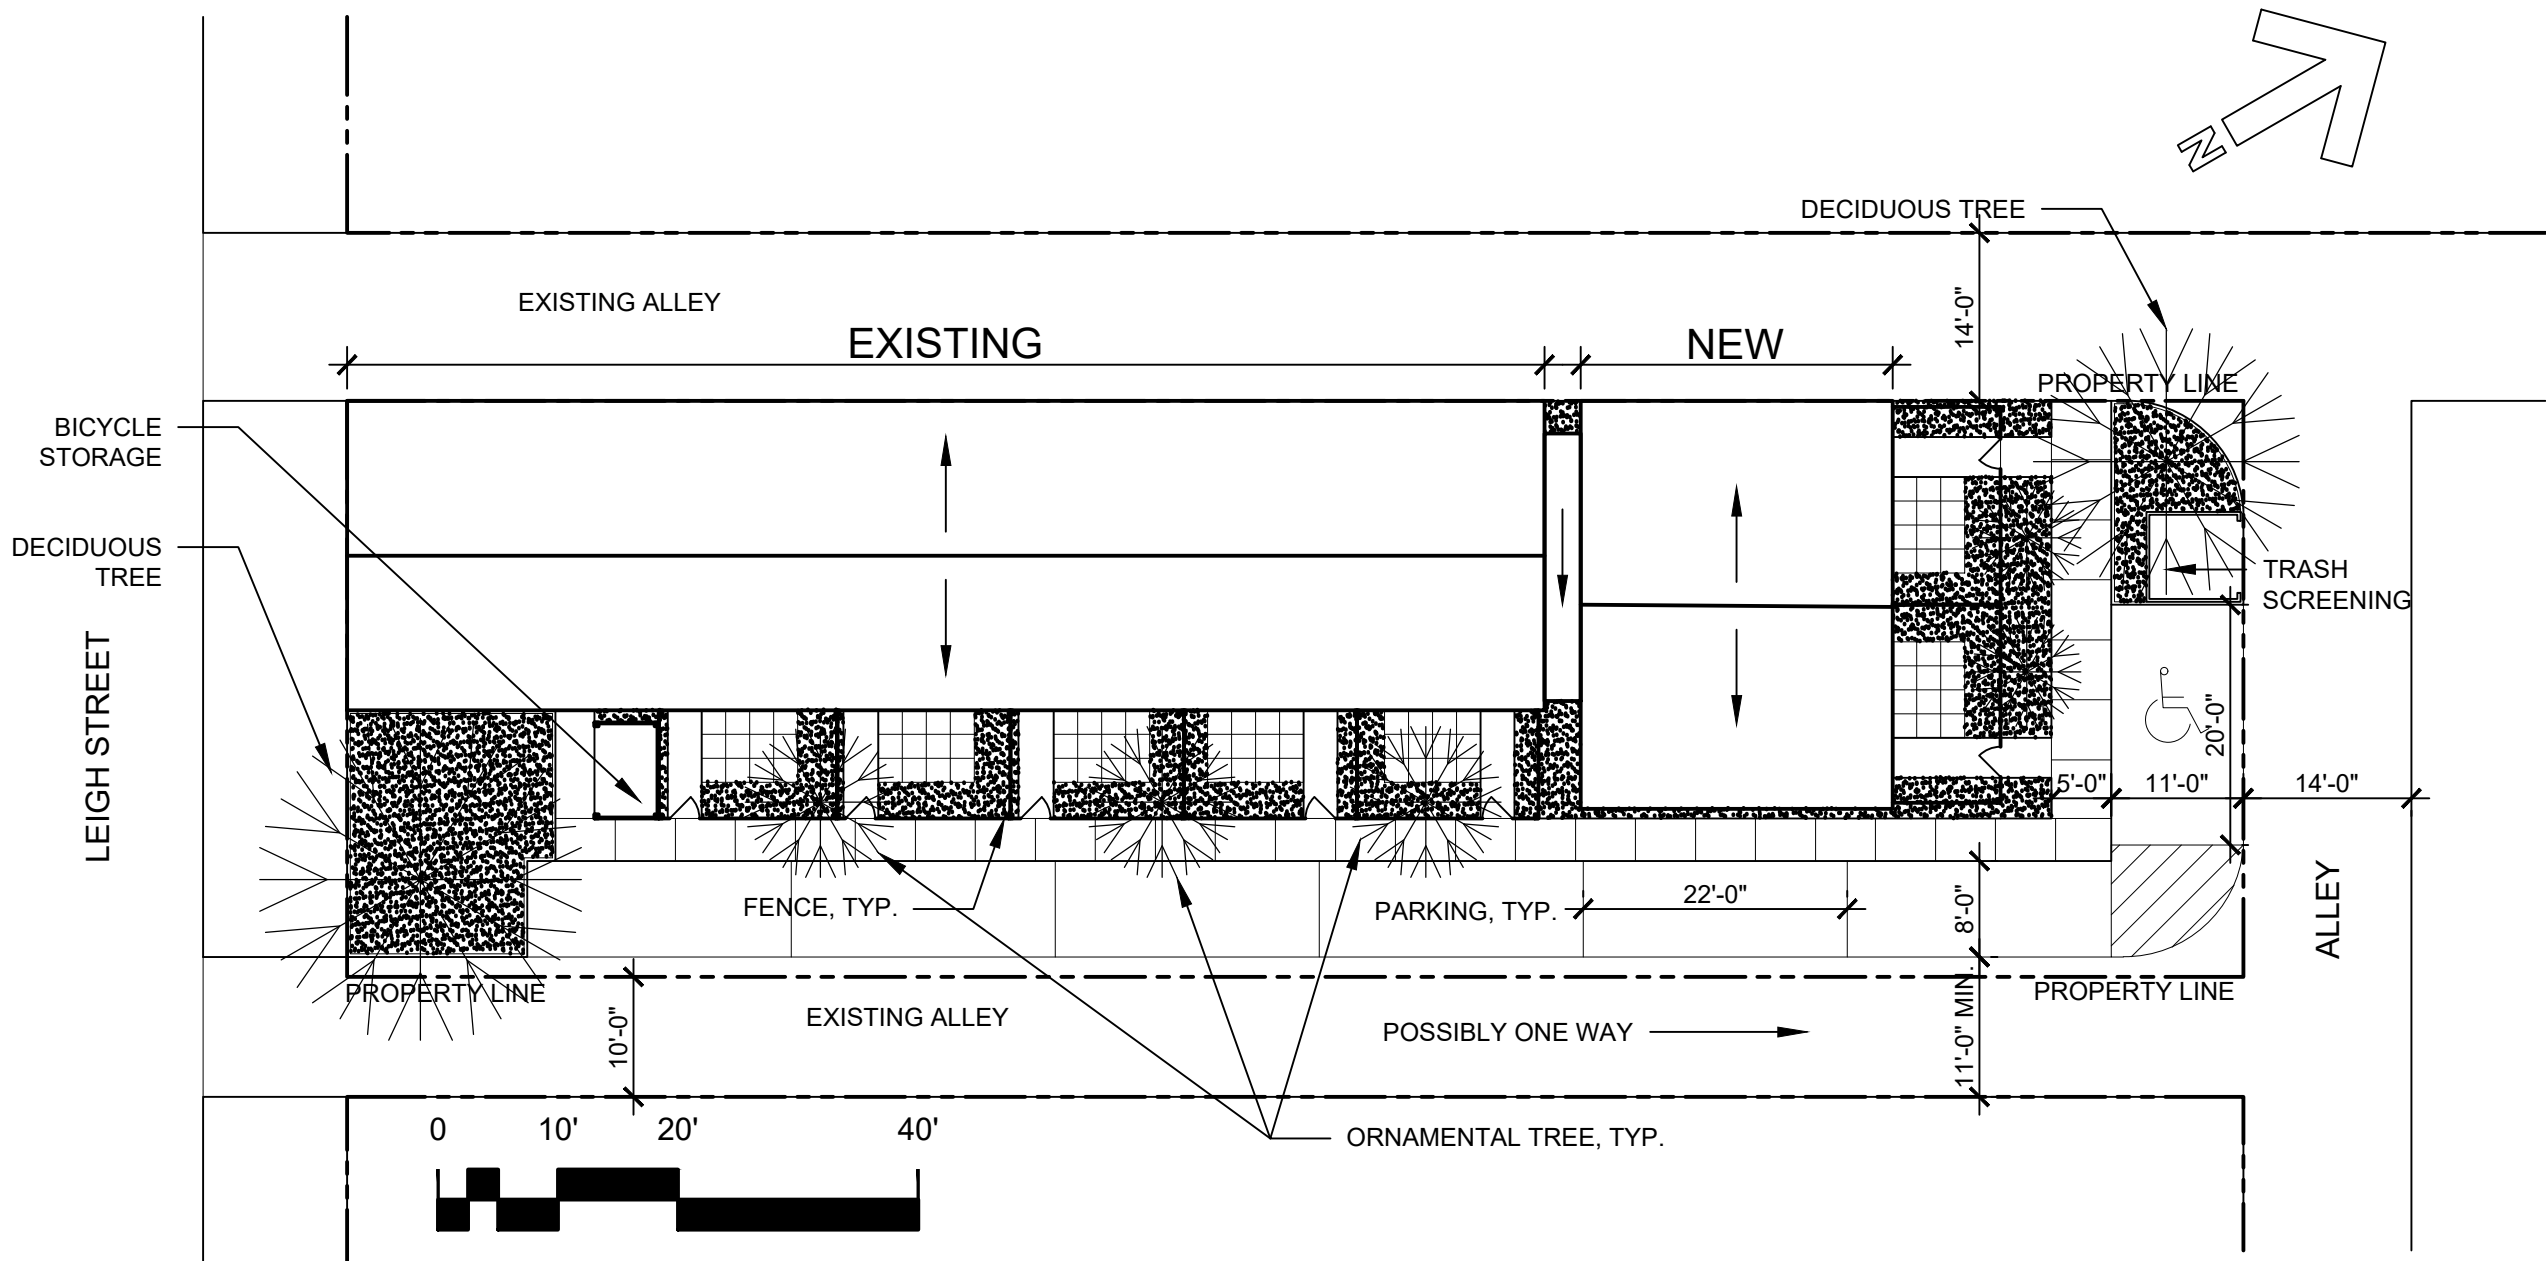 N
DECIDUOUS TREE
EXISTING ALLEY
14'-0"
EXISTING
NEW
PROPERTY LINE
BICYCLE
STORAGE
DECIDUOUS
TREE
TRASH
SCREENING
LEIGH STREET
20'-0"
5'-0"
11'-0"
14'-0"
FENCE, TYP.
PARKING, TYP.
22'-0"
8'-0"
ALLEY
PROPERTY LINE
PROPERTY LINE
10'-0"
EXISTING ALLEY
POSSIBLY ONE WAY
11'-0" MIN.
0 10' 20' 40'
ORNAMENTAL TREE, TYP.